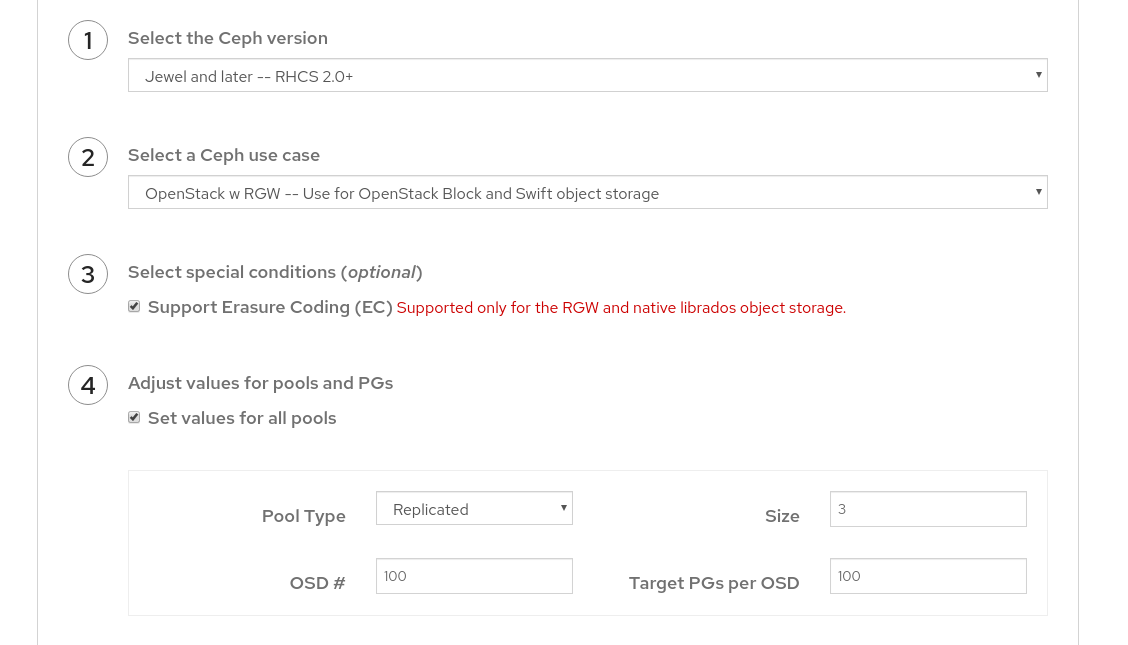 1
Select the Ceph version
Jewel and later -- RHCS 2.0+
2
Select a Ceph use case
OpenStack w RGW -- Use for OpenStack Block and Swift object storage
3
Select special conditions (optional)
Support Erasure Coding (EC) Supported only for the RGW and native librados object storage.
4
Adjust values for pools and PGs
Set values for all pools
Pool Type Replicated Size 3
OSD # 100 Target PGs per OSD 100